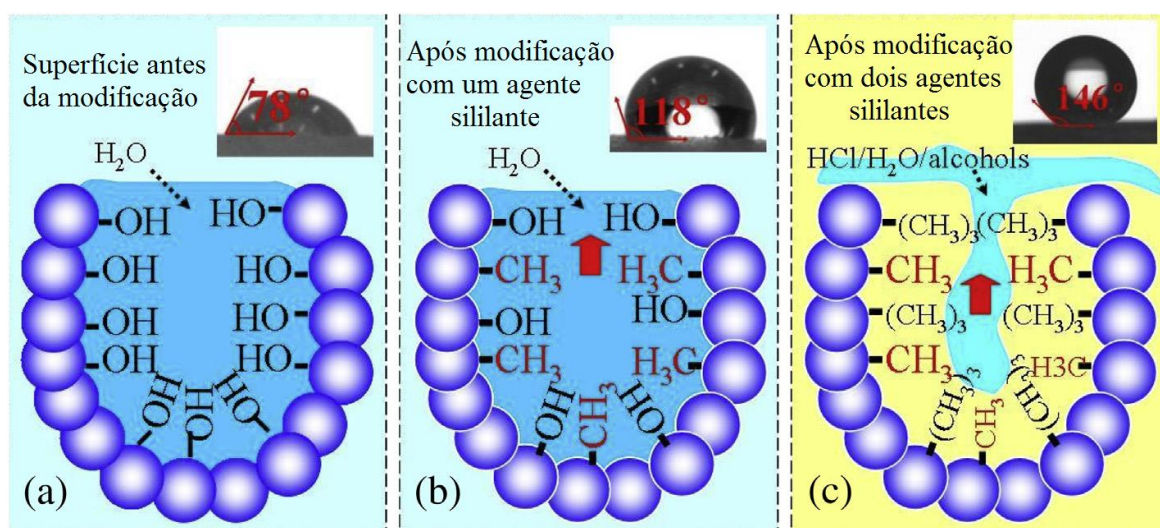 Superfície antes
da modificação
78°
H₂O
OH HO
OH HO
OH HO
OH HO
OH OH HO
(a)
Após modificação
com um agente
sililante
118°
H₂O
OH HO
CH₃ H₃C
OH HO
CH₃ H₃C
OH CH₃ HO
(b)
Após modificação
com dois agentes
sililantes
146°
HCl/H₂O/alcohols
(CH₃)₃ (CH₃)₃
CH₃ H₃C
(CH₃)₃ (CH₃)₃
CH₃ H3C
(CH₃)₃ CH₃ (CH₃)₃
(c)